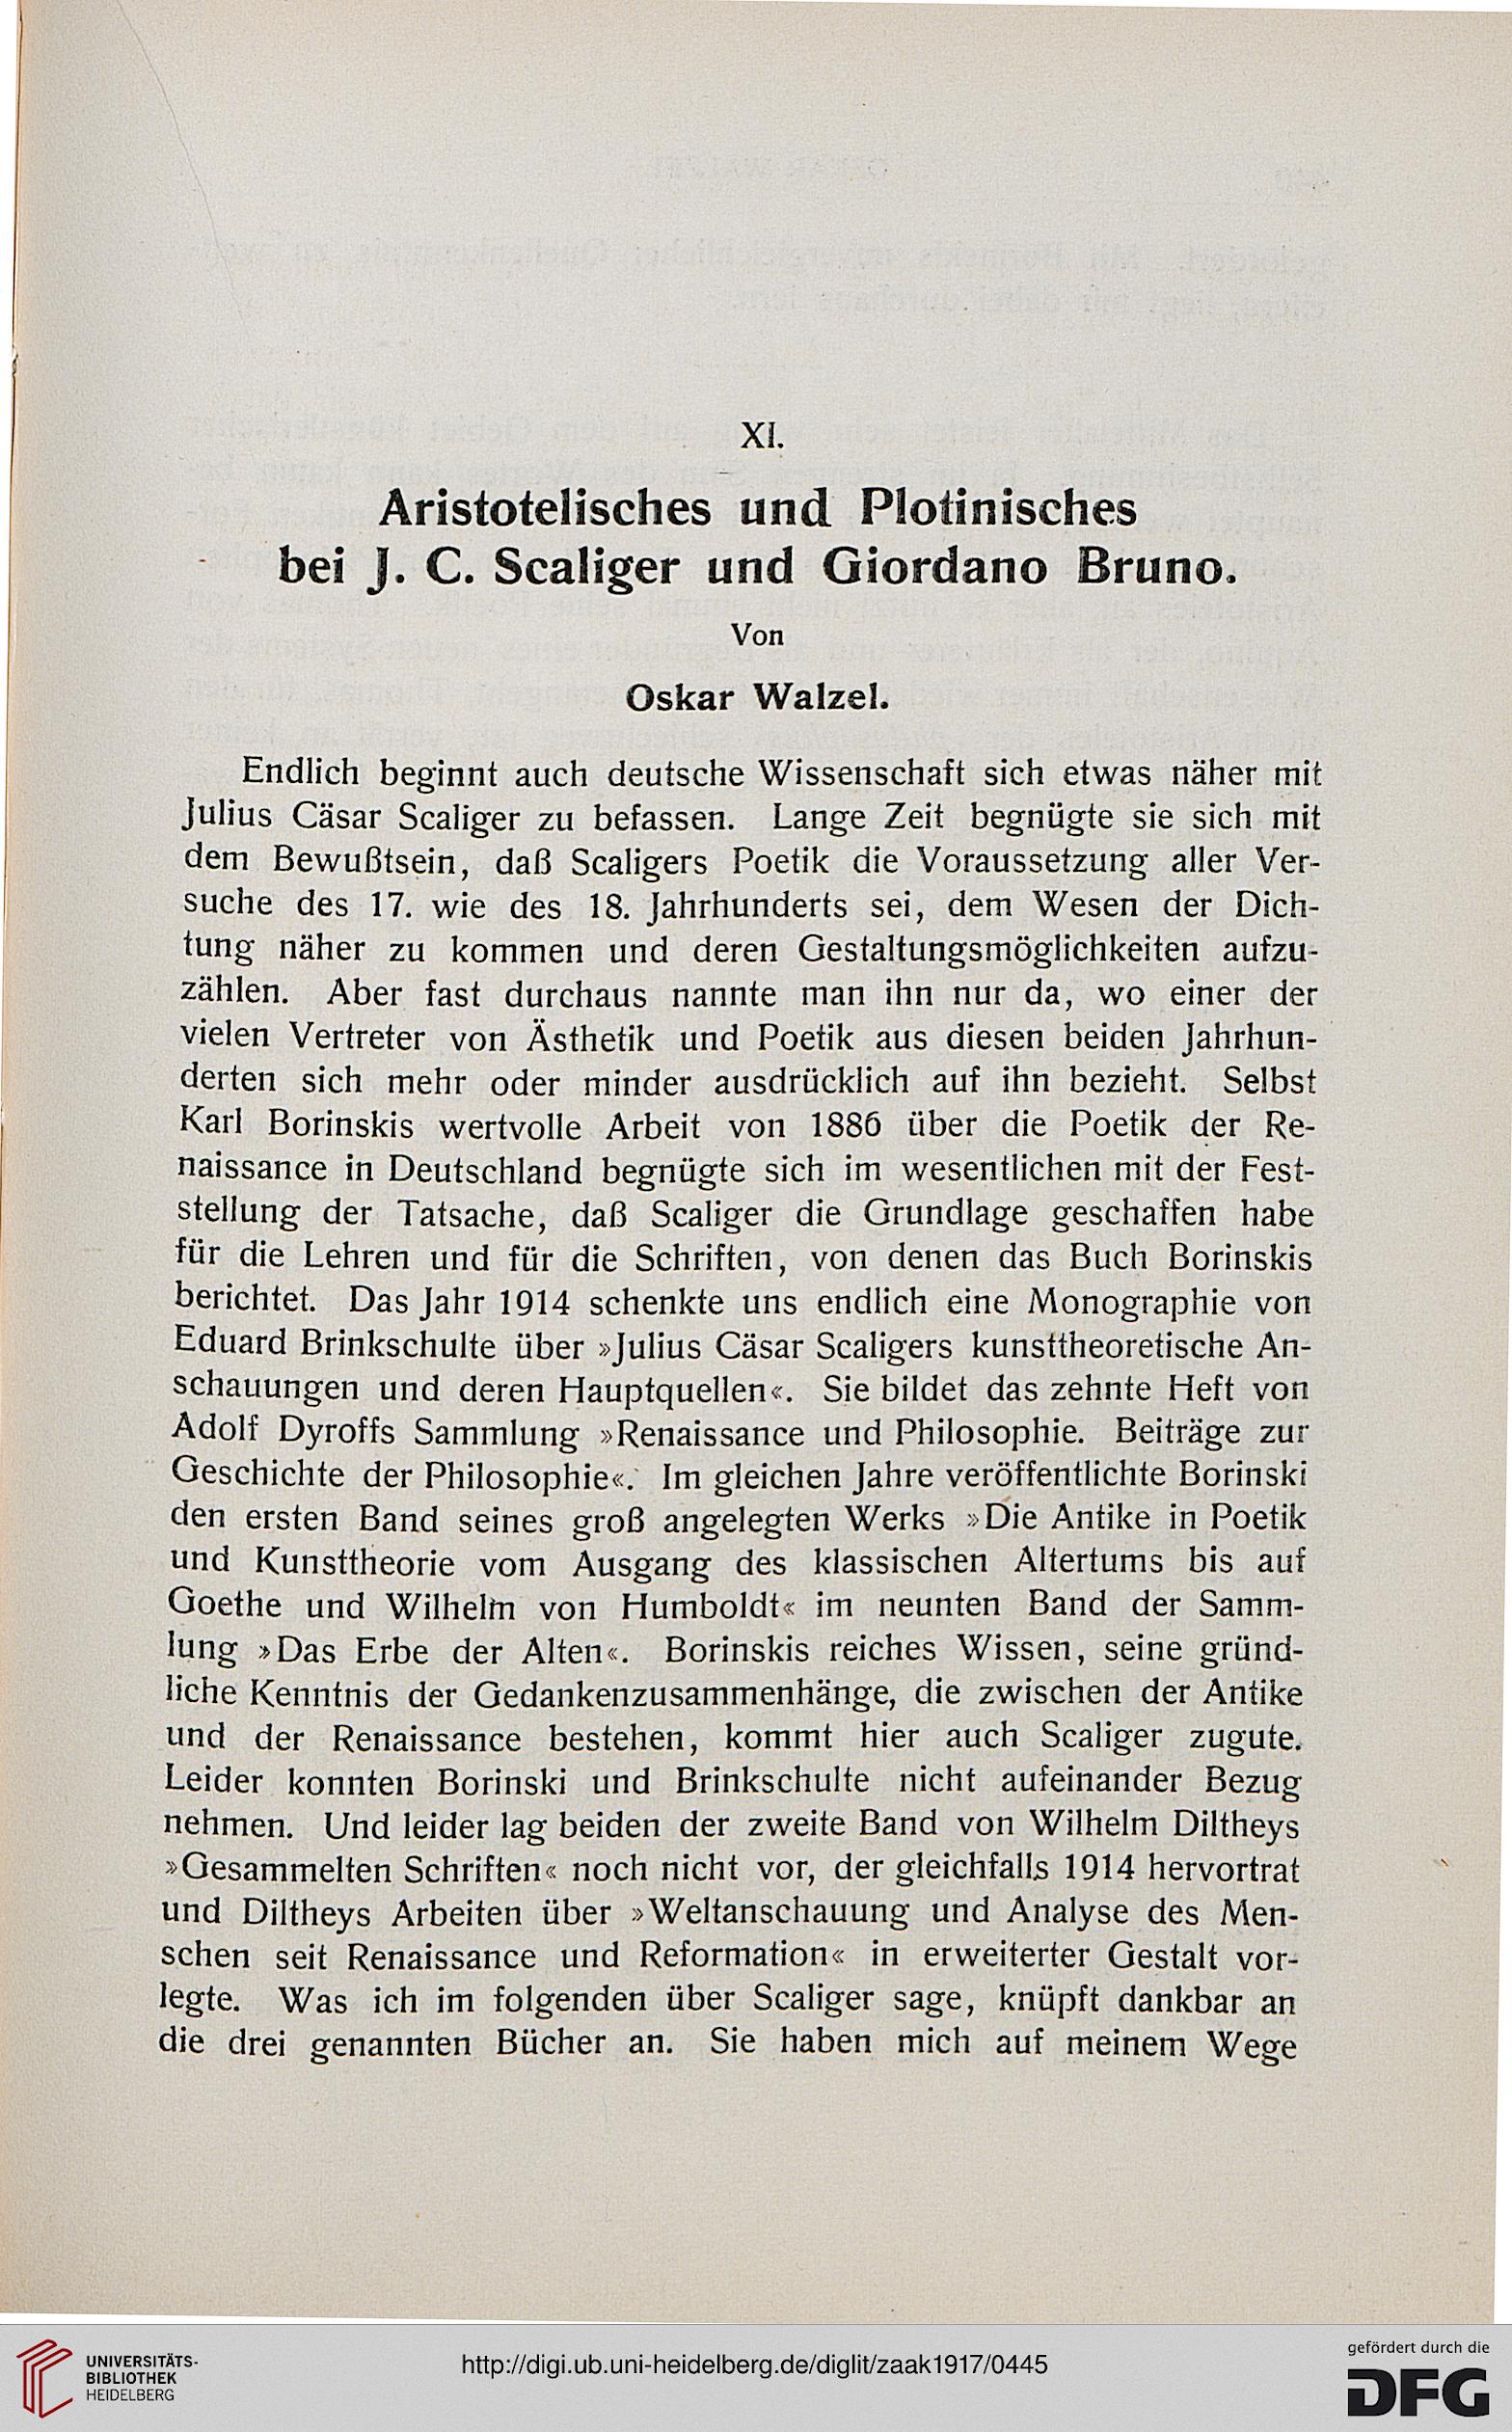 XI.
Aristotelisches und Plotinisches
bei J. C. Scaliger und Giordano Bruno.
Von
Oskar Walzel.
Endlich beginnt auch deutsche Wissenschaft sich etwas näher mit
Julius Cäsar Scaliger zu befassen. Lange Zeit begnügte sie sich mit
dem Bewußtsein, daß Scaligers Poetik die Voraussetzung aller Ver-
suche des 17. wie des 18. Jahrhunderts sei, dem Wesen der Dich-
tung näher zu kommen und deren Gestaltungsmöglichkeiten aufzu-
zählen. Aber fast durchaus nannte man ihn nur da, wo einer der
vielen Vertreter von Ästhetik und Poetik aus diesen beiden Jahrhun-
derten sich mehr oder minder ausdrücklich auf ihn bezieht. Selbst
Karl Borinskis wertvolle Arbeit von 1886 über die Poetik der Re-
naissance in Deutschland begnügte sich im wesentlichen mit der Fest-
stellung der Tatsache, daß Scaliger die Grundlage geschaffen habe
für die Lehren und für die Schriften, von denen das Buch Borinskis
berichtet. Das Jahr 1914 schenkte uns endlich eine Monographie von
Eduard Brinkschulte über »Julius Cäsar Scaligers kunsttheoretische An-
schauungen und deren Hauptquellen«. Sie bildet das zehnte Heft von
Adolf Dyroffs Sammlung »Renaissance und Philosophie. Beiträge zur
Geschichte der Philosophie«. Im gleichen Jahre veröffentlichte Borinski
den ersten Band seines groß angelegten Werks »Die Antike in Poetik
und Kunsttheorie vom Ausgang des klassischen Altertums bis auf
Goethe und Wilhelm von Humboldt« im neunten Band der Samm-
lung »Das Erbe der Alten«. Borinskis reiches Wissen, seine gründ-
liche Kenntnis der Gedankenzusammenhänge, die zwischen der Antike
und der Renaissance bestehen, kommt hier auch Scaliger zugute.
Leider konnten Borinski und Brinkschulte nicht aufeinander Bezug
nehmen. Und leider lag beiden der zweite Band von Wilhelm Diltheys
»Gesammelten Schriften« noch nicht vor, der gleichfalls 1914 hervortrat
und Diltheys Arbeiten über »Weltanschauung und Analyse des Men-
schen seit Renaissance und Reformation« in erweiterter Gestalt vor-
legte. Was ich im folgenden über Scaliger sage, knüpft dankbar an
die drei genannten Bücher an. Sie haben mich auf meinem Wege
UNIVERSITÄTS-
BIBLIOTHEK
HEIDELBERG
http://digi.ub.uni-heidelberg.de/diglit/zaak1917/0445
gefördert durch die
DFG